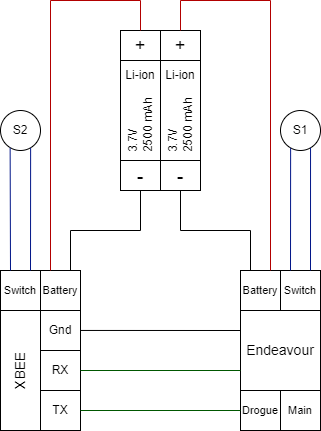 + +
Li-ion Li-ion
3.7V
2500 mAh
3.7V
2500 mAh
- -
S2
S1
Switch Battery
Battery Switch
XBEE
Gnd
RX
TX
Endeavour
Drogue Main